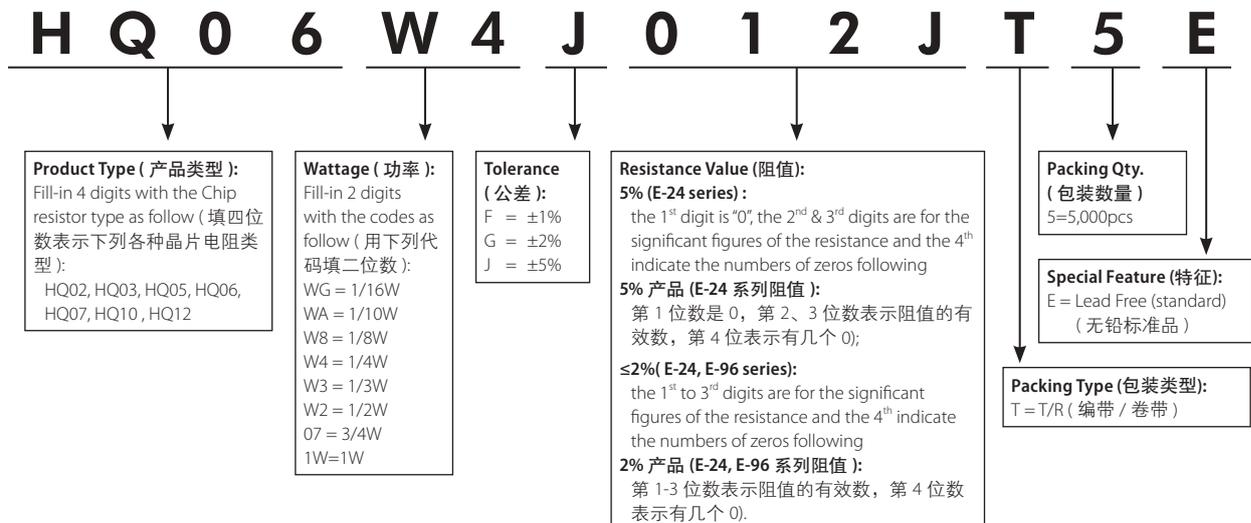 HQ06W4J012JT5E
Product Type ( 产品类型 ):
Fill-in 4 digits with the Chip
resistor type as follow ( 填四位
数表示下列各种晶片电阻类
型 ):
HQ02, HQ03, HQ05, HQ06,
HQ07, HQ10 , HQ12
Wattage ( 功率 ):
Fill-in 2 digits
with the codes as
follow ( 用下列代
码填二位数 ):
WG = 1/16W
WA = 1/10W
W8 = 1/8W
W4 = 1/4W
W3 = 1/3W
W2 = 1/2W
07 = 3/4W
1W=1W
Tolerance
( 公差 ):
F = ±1%
G = ±2%
J = ±5%
Resistance Value (阻值):
5% (E-24 series) :
the 1st digit is “0”, the 2nd & 3rd digits are for the
significant figures of the resistance and the 4th
indicate the numbers of zeros following
5% 产品 (E-24 系列阻值 ):
第 1 位数是 0，第 2、3 位数表示阻值的有
效数，第 4 位表示有几个 0);
≤2%( E-24, E-96 series):
the 1st to 3rd digits are for the significant
figures of the resistance and the 4th indicate
the numbers of zeros following
2% 产品 (E-24, E-96 系列阻值 ):
第 1-3 位数表示阻值的有效数，第 4 位数
表示有几个 0).
Packing Qty.
( 包装数量 )
5=5,000pcs
Special Feature (特征):
E = Lead Free (standard)
( 无铅标准品 )
Packing Type (包装类型):
T = T/R ( 编带 / 卷带 )